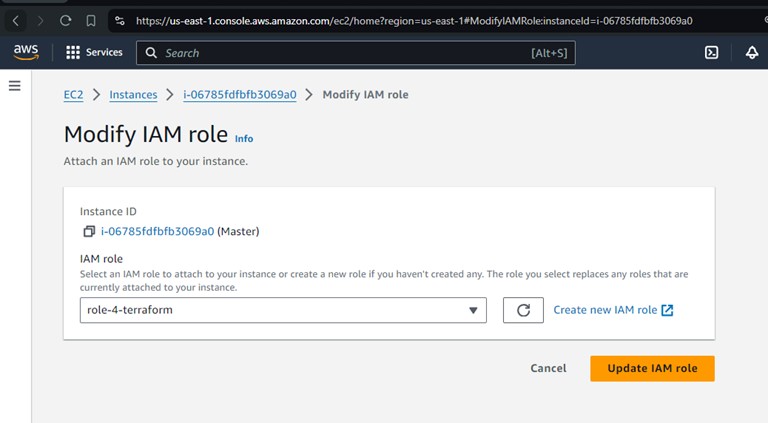 https://us-east-1.console.aws.amazon.com/ec2/home?region=us-east-1#ModifyIAMRole:instanceId=i-06785fdfbfb3069a0
aws Services Search [Alt+S]
EC2 > Instances > i-06785fdfbfb3069a0 > Modify IAM role
Modify IAM role Info
Attach an IAM role to your instance.
Instance ID
i-06785fdfbfb3069a0 (Master)
IAM role
Select an IAM role to attach to your instance or create a new role if you haven't created any. The role you select replaces any roles that are
currently attached to your instance.
role-4-terraform Create new IAM role
Cancel Update IAM role